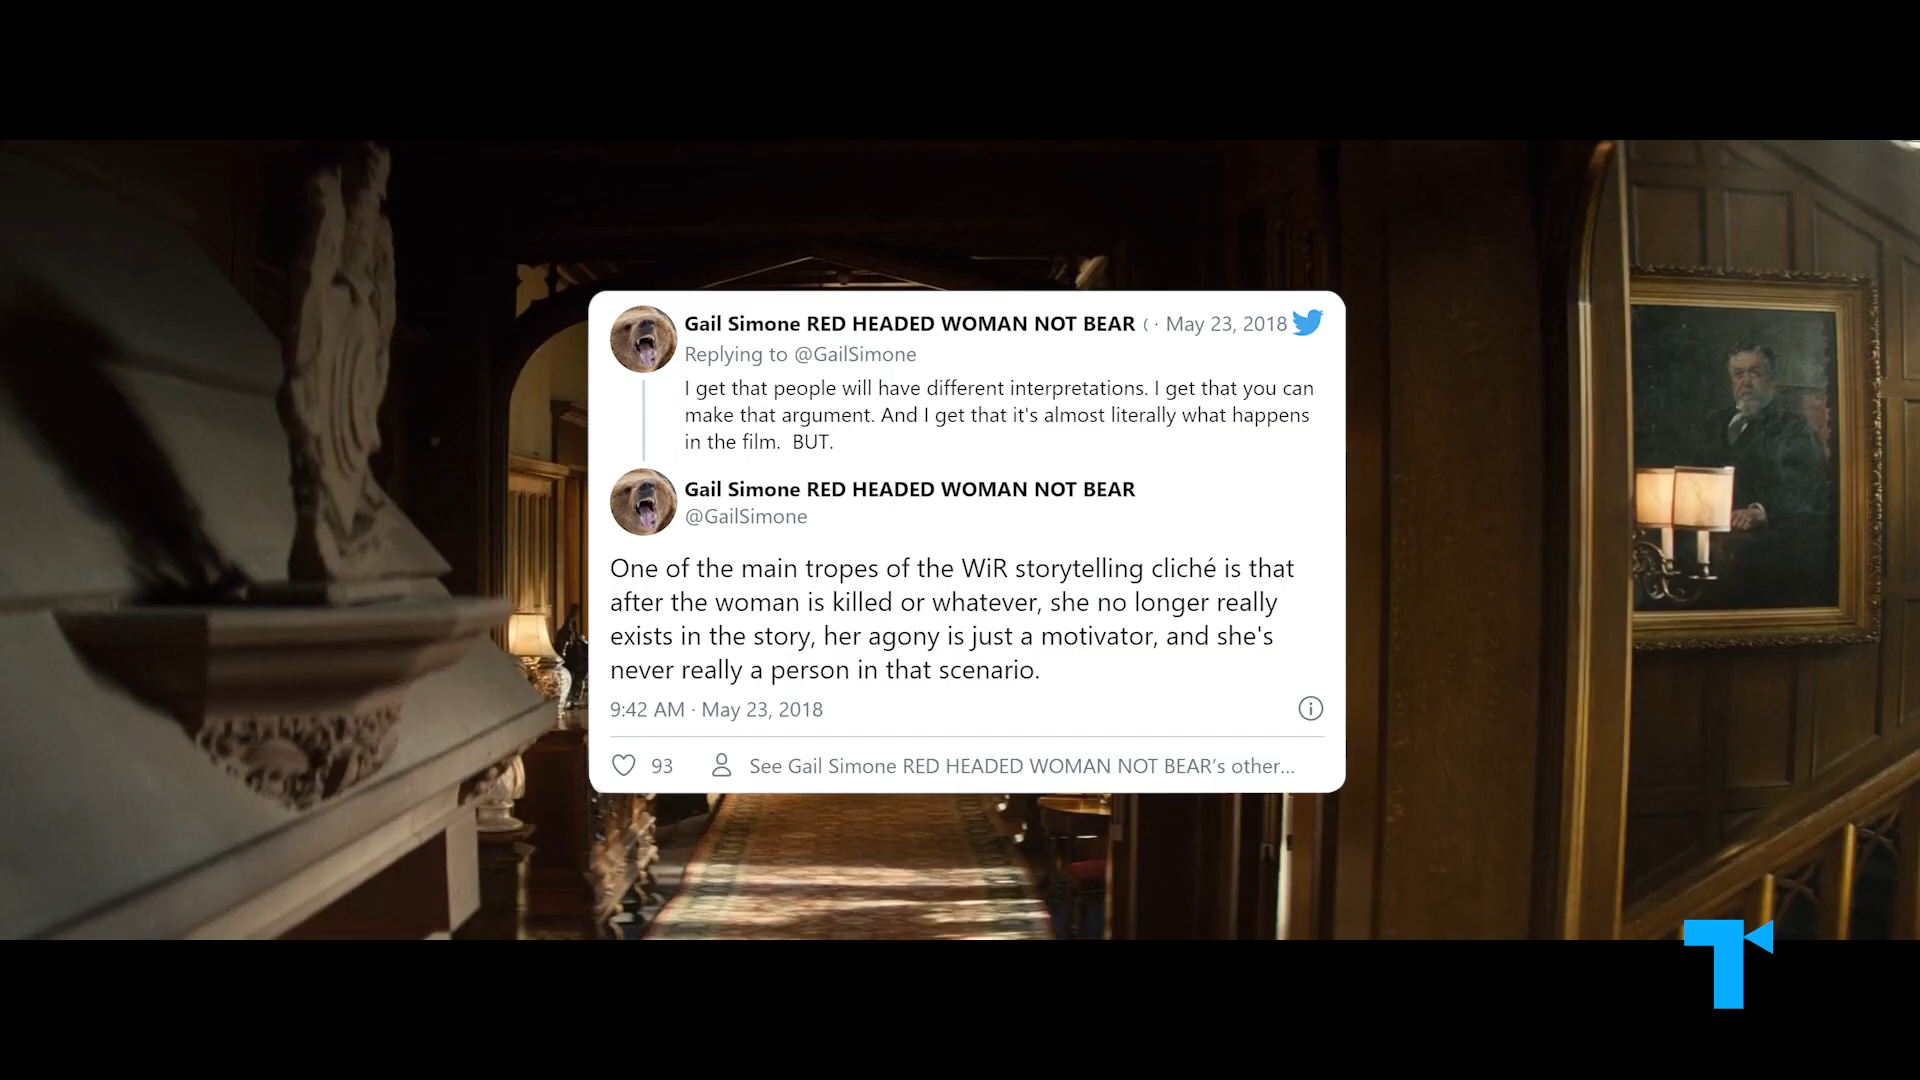 Gail Simone RED HEADED WOMAN NOT BEAR ( · May 23, 2018
Replying to @GailSimone
I get that people will have different interpretations. I get that you can
make that argument. And I get that it's almost literally what happens
in the film.  BUT.
Gail Simone RED HEADED WOMAN NOT BEAR
@GailSimone
One of the main tropes of the WiR storytelling cliché is that
after the woman is killed or whatever, she no longer really
exists in the story, her agony is just a motivator, and she's
never really a person in that scenario.
9:42 AM · May 23, 2018
93 See Gail Simone RED HEADED WOMAN NOT BEAR’s other...